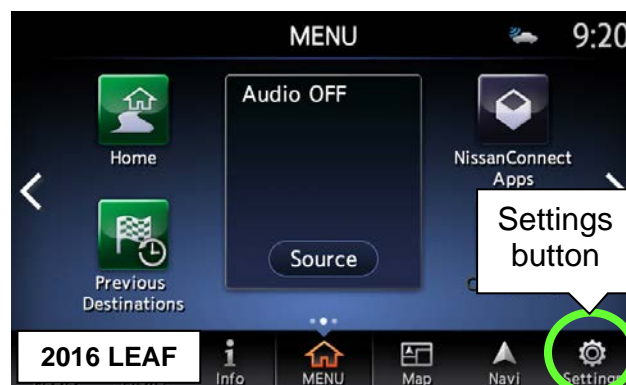 MENU
9:20
Audio OFF
Home
NissanConnect
Apps
Settings
button
Source
Previous
Destinations
2016 LEAF
Info
MENU
Map
Navi
Settings